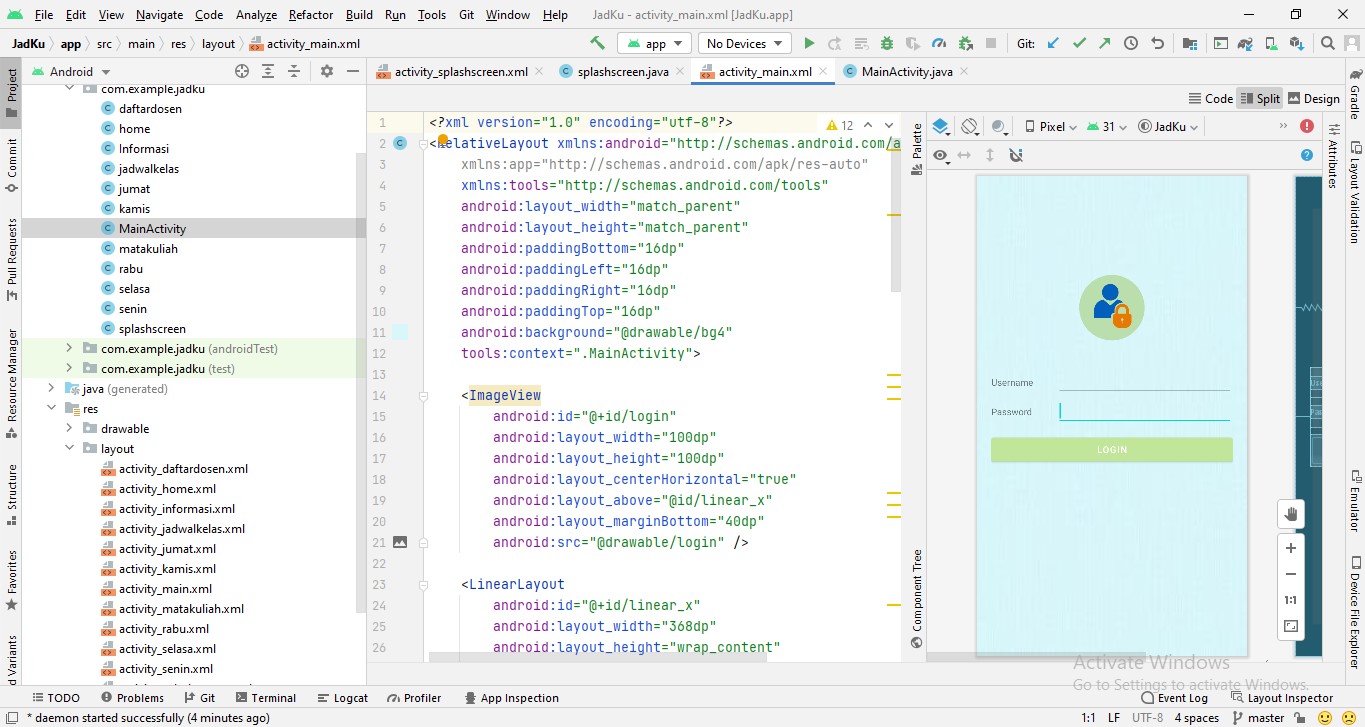 File Edit View Navigate Code Analyze Refactor Build Run Tools Git Window Help JadKu - activity_main.xml [JadKu.app]
JadKu app src main res layout activity_main.xml app No Devices Git:
Android activity_splashscreen.xml splashscreen.java activity_main.xml MainActivity.java
Code Split Design
Project
Commit
Pull Requests
Resource Manager
Structure
Favorites
com.example.jadku
daftardosen
home
Informasi
jadwalkelas
jumat
kamis
MainActivity
matakuliah
rabu
selasa
senin
splashscreen
com.example.jadku (androidTest)
com.example.jadku (test)
java (generated)
res
drawable
layout
activity_daftardosen.xml
activity_home.xml
activity_informasi.xml
activity_jadwalkelas.xml
activity_jumat.xml
activity_kamis.xml
activity_main.xml
activity_matakuliah.xml
activity_rabu.xml
activity_selasa.xml
activity_senin.xml
1 <?xml version="1.0" encoding="utf-8"?> 12
2 xmlns:android="http://schemas.android.com/a
3 xmlns:app="http://schemas.android.com/apk/res-auto"
4 xmlns:tools="http://schemas.android.com/tools"
5 android:layout_width="match_parent"
6 android:layout_height="match_parent"
7 android:paddingBottom="16dp"
8 android:paddingLeft="16dp"
9 android:paddingRight="16dp"
10 android:paddingTop="16dp"
11 android:background="@drawable/bg4"
12 tools:context=".MainActivity">
13
14 <ImageView
15 android:id="@+id/login"
16 android:layout_width="100dp"
17 android:layout_height="100dp"
18 android:layout_centerHorizontal="true"
19 android:layout_above="@id/linear_x"
20 android:layout_marginBottom="40dp"
21 android:src="@drawable/login" />
22
23 <LinearLayout
24 android:id="@+id/linear_x"
25 android:layout_width="368dp"
26 android:layout_height="wrap_content"
Palette
Component Tree
Pixel 31 JadKu
Username
Password
LOGIN
1:1
Gradle
Attributes
Layout Validation
Emulator
Device File Explorer
Activate Windows
Go to Settings to activate Windows.
TODO Problems Git Terminal Logcat Profiler App Inspection Event Log Layout Inspector
* daemon started successfully (4 minutes ago) 1:1 LF UTF-8 4 spaces master